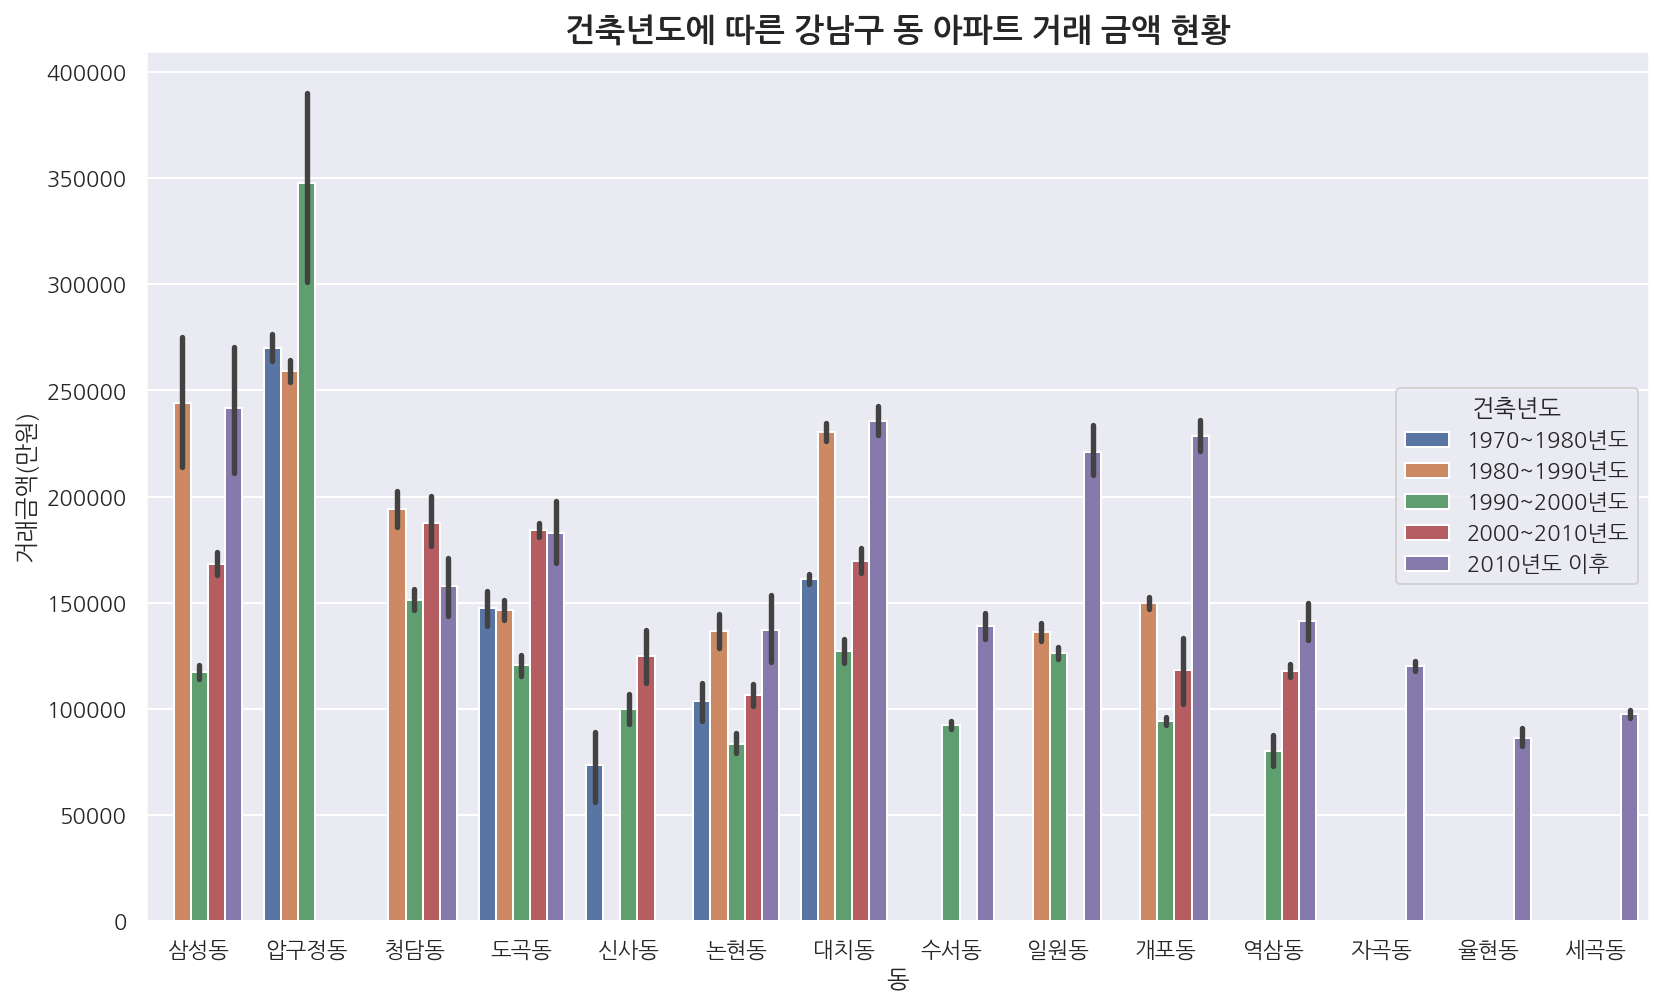 건축년도에 따른 강남구 동 아파트 거래 금액 현황
400000
350000
300000
250000
200000
150000
100000
50000
0
거래금액(만원)
건축년도
1970~1980년도
1980~1990년도
1990~2000년도
2000~2010년도
2010년도 이후
삼성동 압구정동 청담동 도곡동 신사동 논현동 대치동 수서동 일원동 개포동 역삼동 자곡동 율현동 세곡동
동